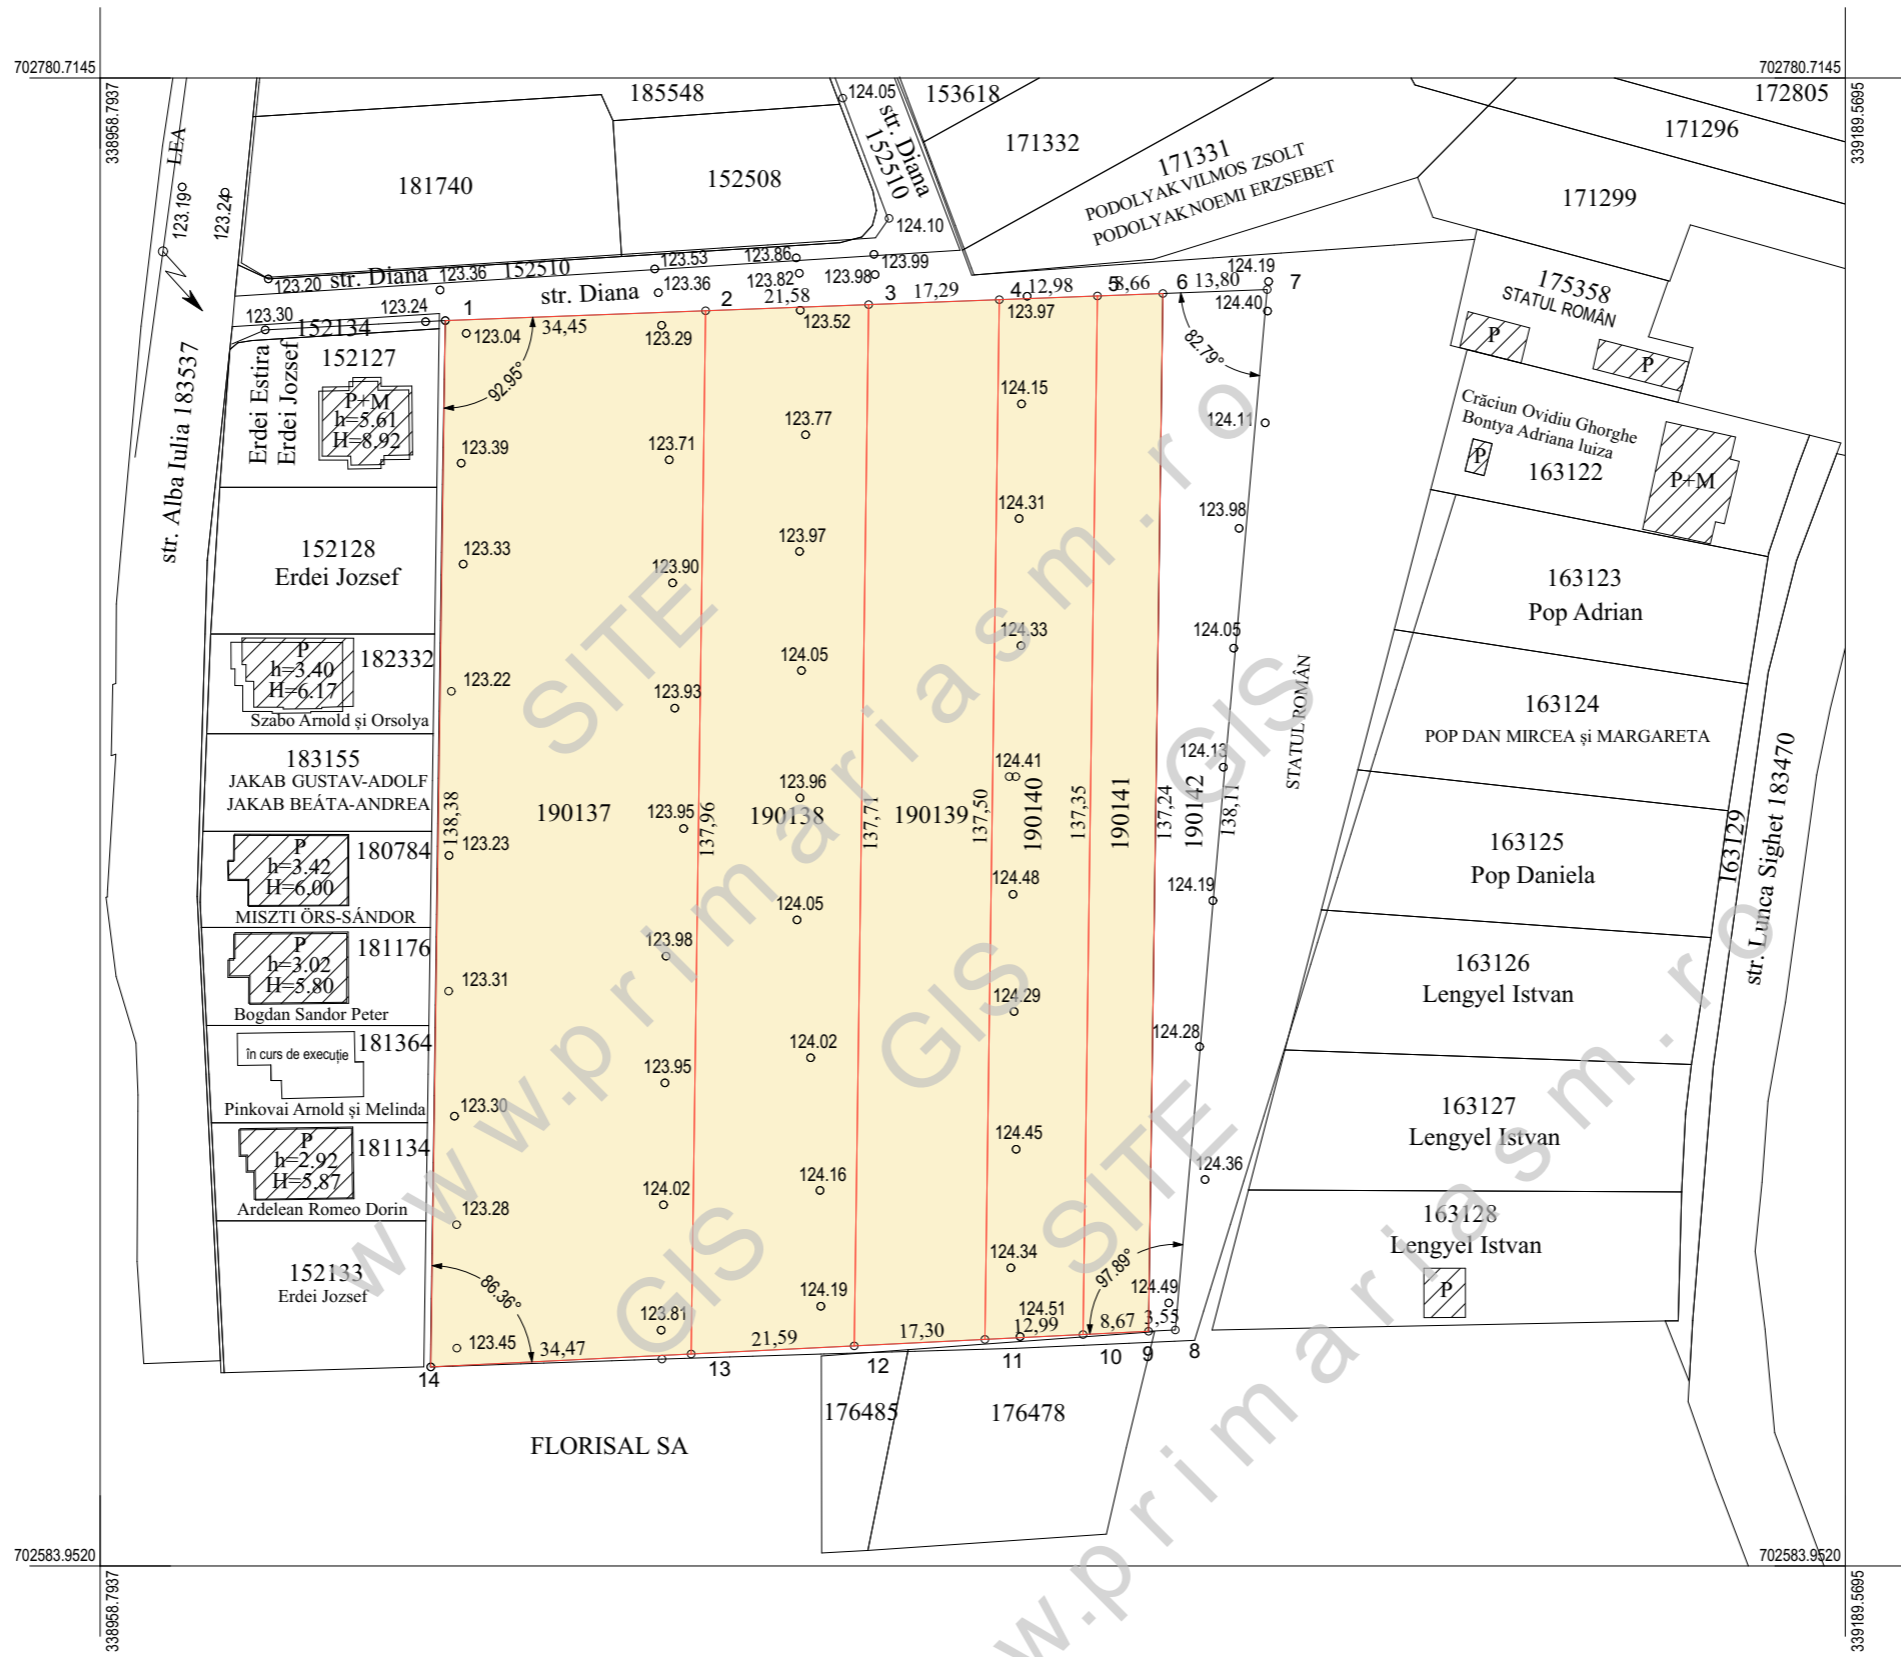 702780.7145
702780.7145
338958.7937
339189.5695
LEA
123.19
123.24
185548
124.05
153618
172805
171296
171332
str. Diana
152510
181740
152508
171331
PODOLYAK VILMOS ZSOLT
PODOLYAK NOEMI ERZSEBET
171299
124.10
123.20
str. Diana
123.36
152510
123.53
123.86
123.82
123.98
123.99
124.19
7
175358
STATUL ROMÂN
P
P
123.30
152134
123.24
1
str. Diana
123.36
2
21,58
3
17,29
4
12,98
5
8,66
6
13,80
124.40
34,45
123.04
123.29
123.52
123.97
82.79°
92.95°
152127
Erdei Estira
Erdei Jozsef
P+M
h=5.61
H=8.92
str. Alba Iulia 183537
123.39
123.71
123.77
124.15
124.11
Crăciun Ovidiu Ghorghe
Bontya Adriana luiza
163122
P
P+M
152128
Erdei Jozsef
123.33
123.90
123.97
124.31
123.98
163123
Pop Adrian
P
h=3.40
H=6.17
182332
Szabo Arnold și Orsolya
123.22
123.93
124.05
124.33
124.05
STATUL ROMÂN
163124
POP DAN MIRCEA și MARGARETA
183155
JAKAB GUSTAV-ADOLF
JAKAB BEÁTA-ANDREA
138,38
190137
123.95
137,96
123.96
190138
137,71
190139
137,50
124.41
190140
137,35
190141
137,24
190142
124.13
138,11
str. Lunca Sighet 183470
163129
P
h=3.42
H=6.00
180784
MISZTI ÖRS-SÁNDOR
123.23
124.05
124.48
124.19
163125
Pop Daniela
P
h=3.02
H=5.80
181176
Bogdan Sandor Peter
123.31
123.98
124.29
163126
Lengyel Istvan
în curs de execuție
181364
Pinkovai Arnold și Melinda
123.30
123.95
124.02
124.28
163127
Lengyel Istvan
P
h=2.92
H=5.87
181134
Ardelean Romeo Dorin
123.28
124.02
124.16
124.45
124.36
163128
Lengyel Istvan
P
152133
Erdei Jozsef
86.36°
123.45
34,47
123.81
124.19
124.34
97.89°
124.49
124.51
21,59
17,30
12,99
8,67
3,55
14
13
12
11
10
9
8
176485
176478
FLORISAL SA
SITE
GIS
GIS
GIS
SITE
www.primariasm.ro
w.primariasm.ro
702583.9520
702583.9520
338958.7937
339189.5695